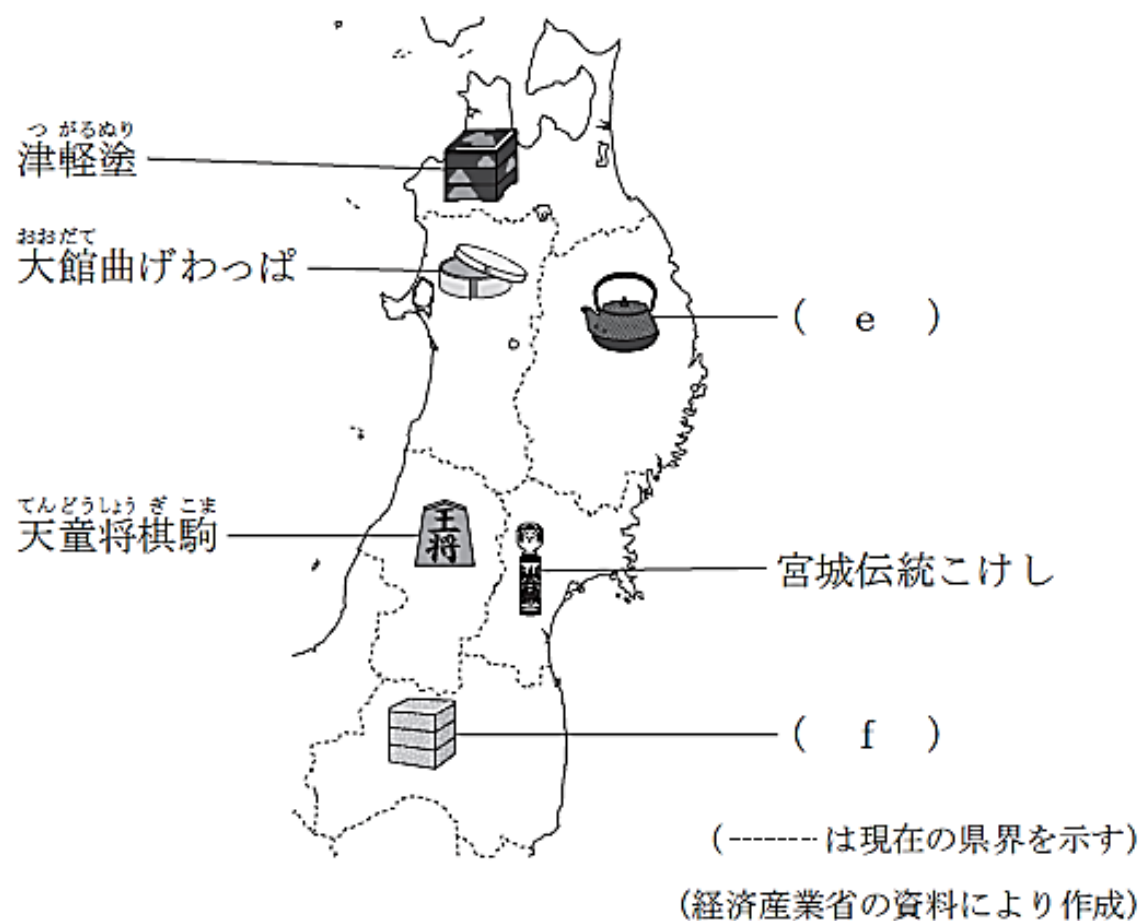 つがるぬり
津軽塗
おおだて
大館曲げわっぱ
( e )
てんどうしょうぎこま
天童将棋駒
王将
宮城伝統こけし
( f )
(-------は現在の県界を示す)
(経済産業省の資料により作成)